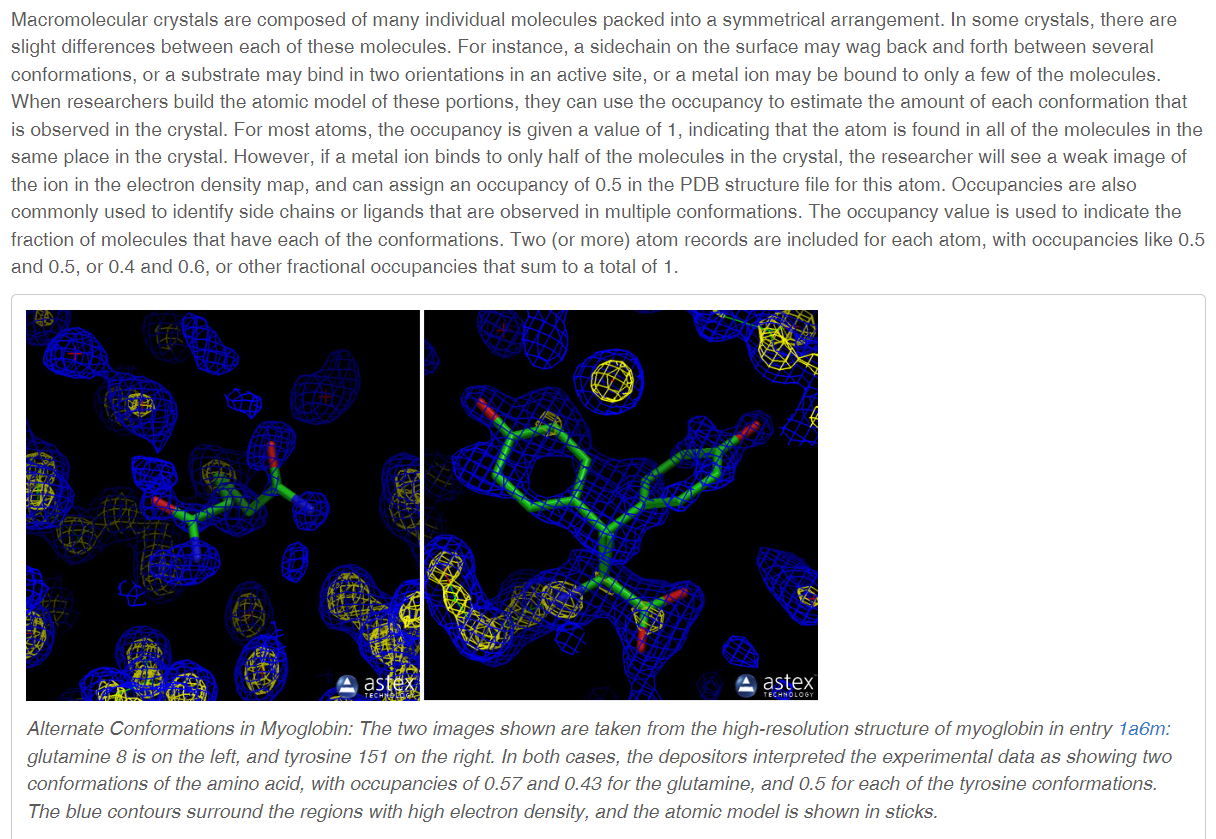 Macromolecular crystals are composed of many individual molecules packed into a symmetrical arrangement. In some crystals, there are
slight differences between each of these molecules. For instance, a sidechain on the surface may wag back and forth between several
conformations, or a substrate may bind in two orientations in an active site, or a metal ion may be bound to only a few of the molecules.
When researchers build the atomic model of these portions, they can use the occupancy to estimate the amount of each conformation that
is observed in the crystal. For most atoms, the occupancy is given a value of 1, indicating that the atom is found in all of the molecules in the
same place in the crystal. However, if a metal ion binds to only half of the molecules in the crystal, the researcher will see a weak image of
the ion in the electron density map, and can assign an occupancy of 0.5 in the PDB structure file for this atom. Occupancies are also
commonly used to identify side chains or ligands that are observed in multiple conformations. The occupancy value is used to indicate the
fraction of molecules that have each of the conformations. Two (or more) atom records are included for each atom, with occupancies like 0.5
and 0.5, or 0.4 and 0.6, or other fractional occupancies that sum to a total of 1.
astex
TECHNOLOGY
astex
TECHNOLOGY
Alternate Conformations in Myoglobin: The two images shown are taken from the high-resolution structure of myoglobin in entry 1a6m:
glutamine 8 is on the left, and tyrosine 151 on the right. In both cases, the depositors interpreted the experimental data as showing two
conformations of the amino acid, with occupancies of 0.57 and 0.43 for the glutamine, and 0.5 for each of the tyrosine conformations.
The blue contours surround the regions with high electron density, and the atomic model is shown in sticks.